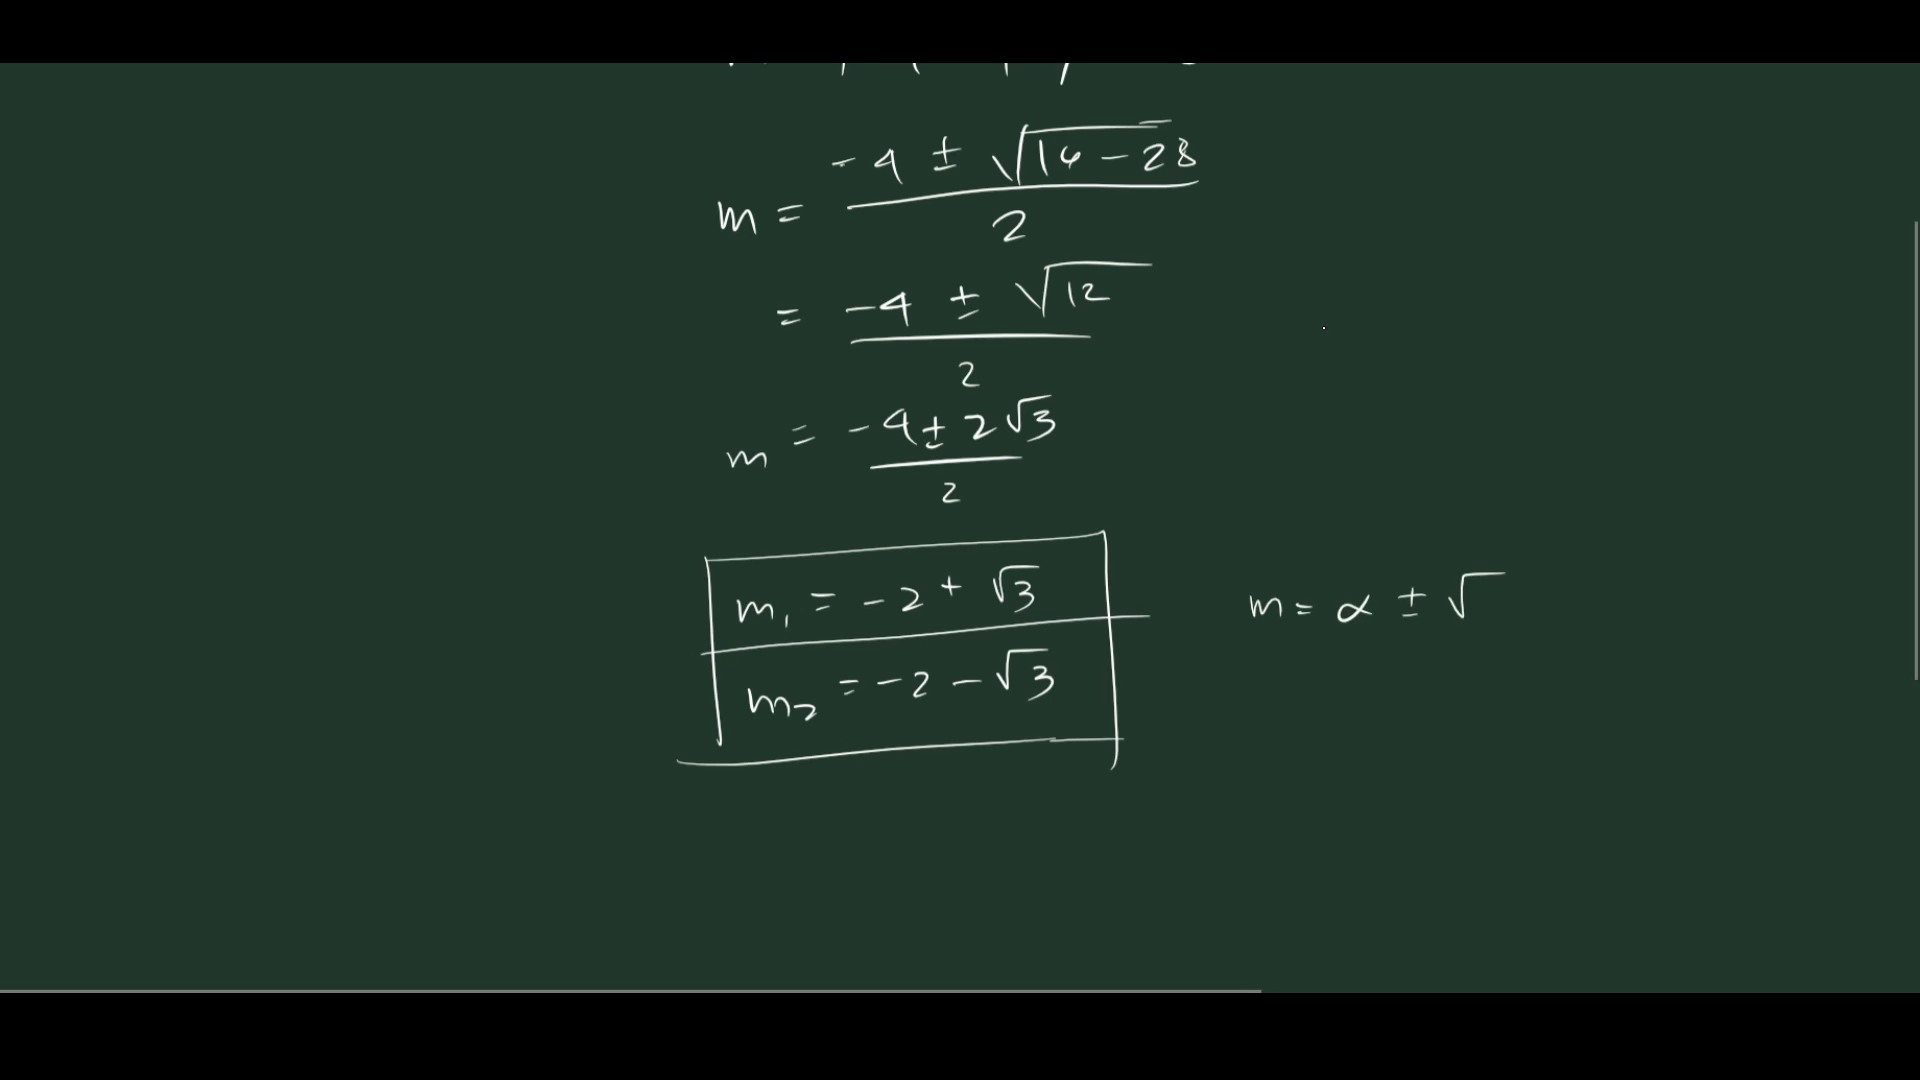 m = (-4 ± √(16 - 28)) / 2
= (-4 ± √12) / 2
m = (-4 ± 2√3) / 2
m₁ = -2 + √3
m = α ± √
m₂ = -2 - √3